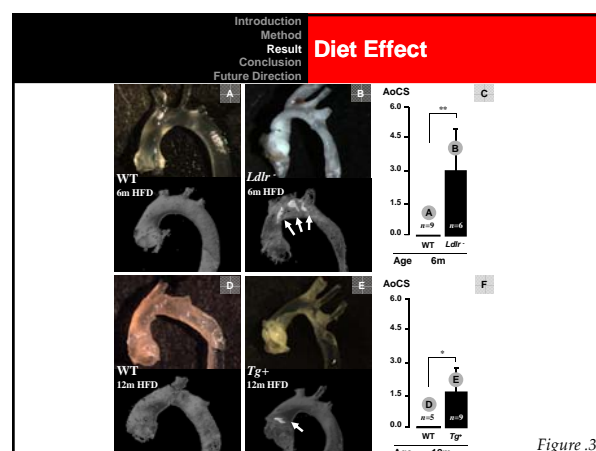 Introduction
Method
Result
Conclusion
Future Direction
Diet Effect
A
WT
6m HFD
B
Ldlr -
6m HFD
C
AoCS
6.0
4.5
3.0
1.5
0.0
**
A
B
n=9
n=6
WT
Ldlr -
Age 6m
D
WT
12m HFD
E
Tg+
12m HFD
F
AoCS
6.0
4.5
3.0
1.5
0.0
*
D
E
n=5
n=9
WT
Tg+
Age 12m
Figure .3